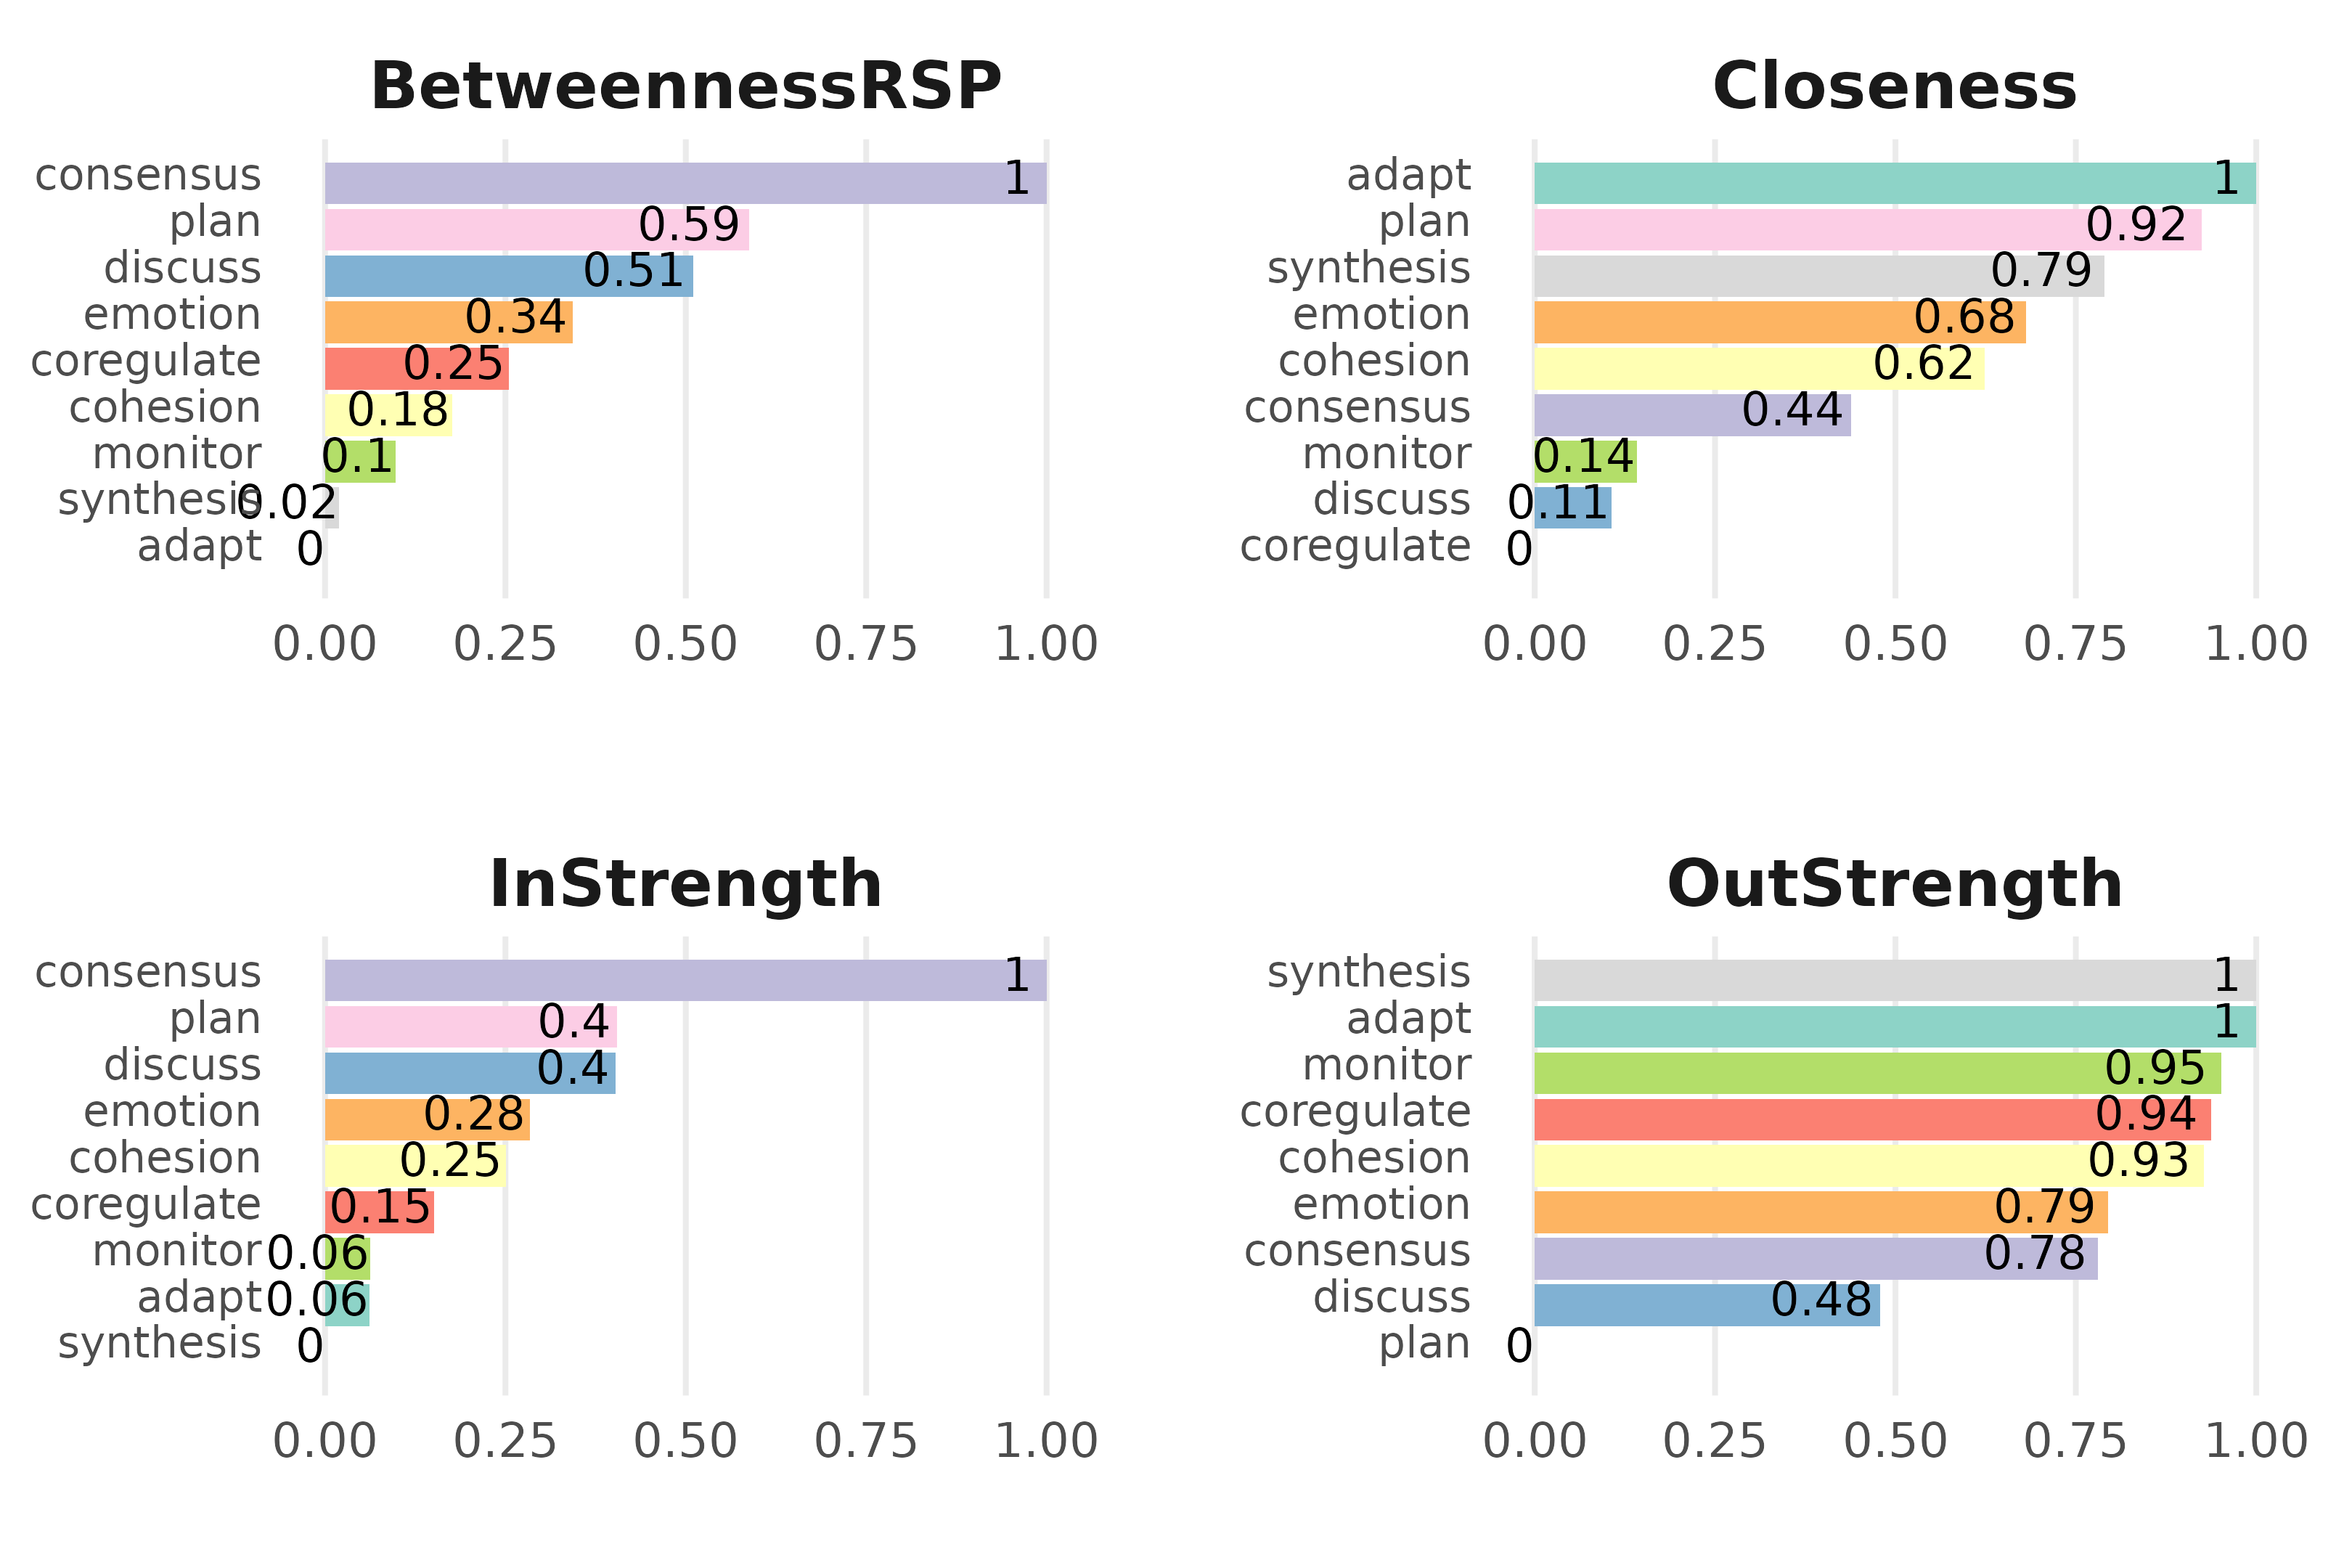 BetweennessRSP
consensus 1
plan 0.59
discuss 0.51
emotion 0.34
coregulate 0.25
cohesion 0.18
monitor 0.1
synthesis 0.02
adapt 0
0.00 0.25 0.50 0.75 1.00
Closeness
adapt 1
plan 0.92
synthesis 0.79
emotion 0.68
cohesion 0.62
consensus 0.44
monitor 0.14
discuss 0.11
coregulate 0
0.00 0.25 0.50 0.75 1.00
InStrength
consensus 1
plan 0.4
discuss 0.4
emotion 0.28
cohesion 0.25
coregulate 0.15
monitor 0.06
adapt 0.06
synthesis 0
0.00 0.25 0.50 0.75 1.00
OutStrength
synthesis 1
adapt 1
monitor 0.95
coregulate 0.94
cohesion 0.93
emotion 0.79
consensus 0.78
discuss 0.48
plan 0
0.00 0.25 0.50 0.75 1.00